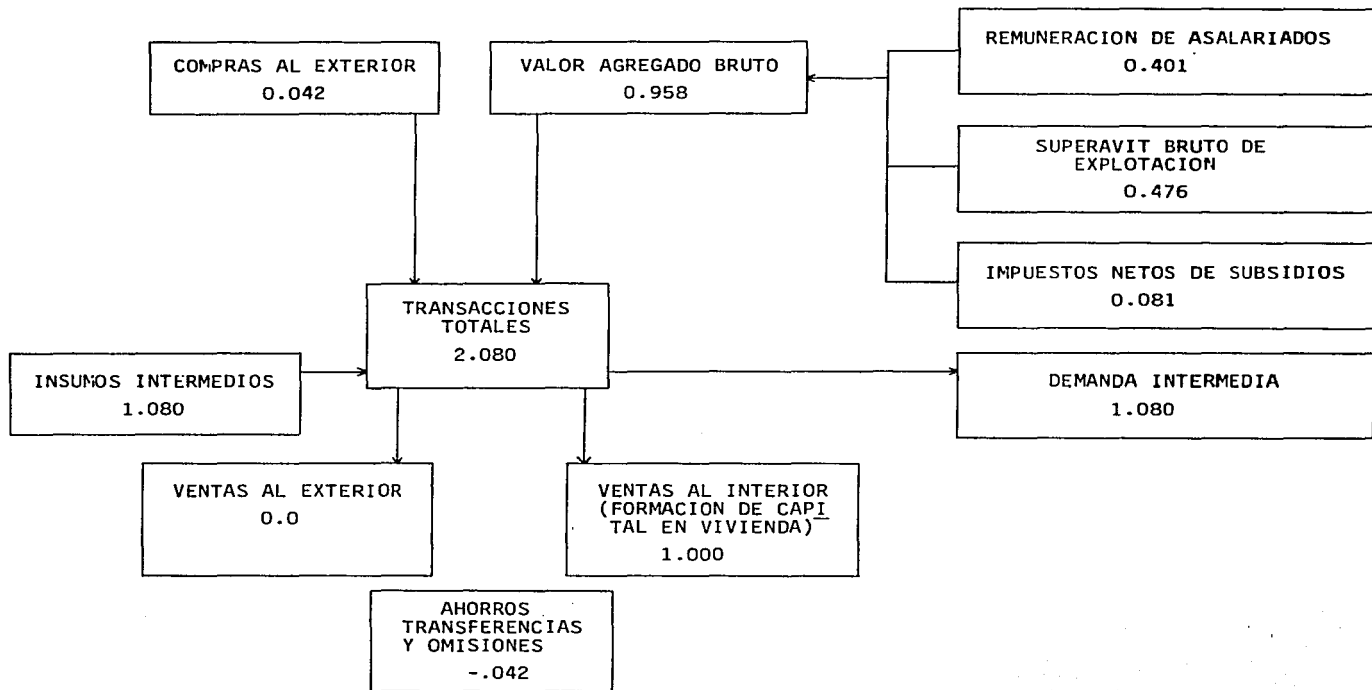 COMPRAS AL EXTERIOR
0.042
VALOR AGREGADO BRUTO
0.958
REMUNERACION DE ASALARIADOS
0.401
SUPERAVIT BRUTO DE
EXPLOTACION
0.476
IMPUESTOS NETOS DE SUBSIDIOS
0.081
TRANSACCIONES
TOTALES
2.080
INSUMOS INTERMEDIOS
1.080
DEMANDA INTERMEDIA
1.080
VENTAS AL EXTERIOR
0.0
VENTAS AL INTERIOR
(FORMACION DE CAPI
TAL EN VIVIENDA)
1.000
AHORROS
TRANSFERENCIAS
Y OMISIONES
-.042